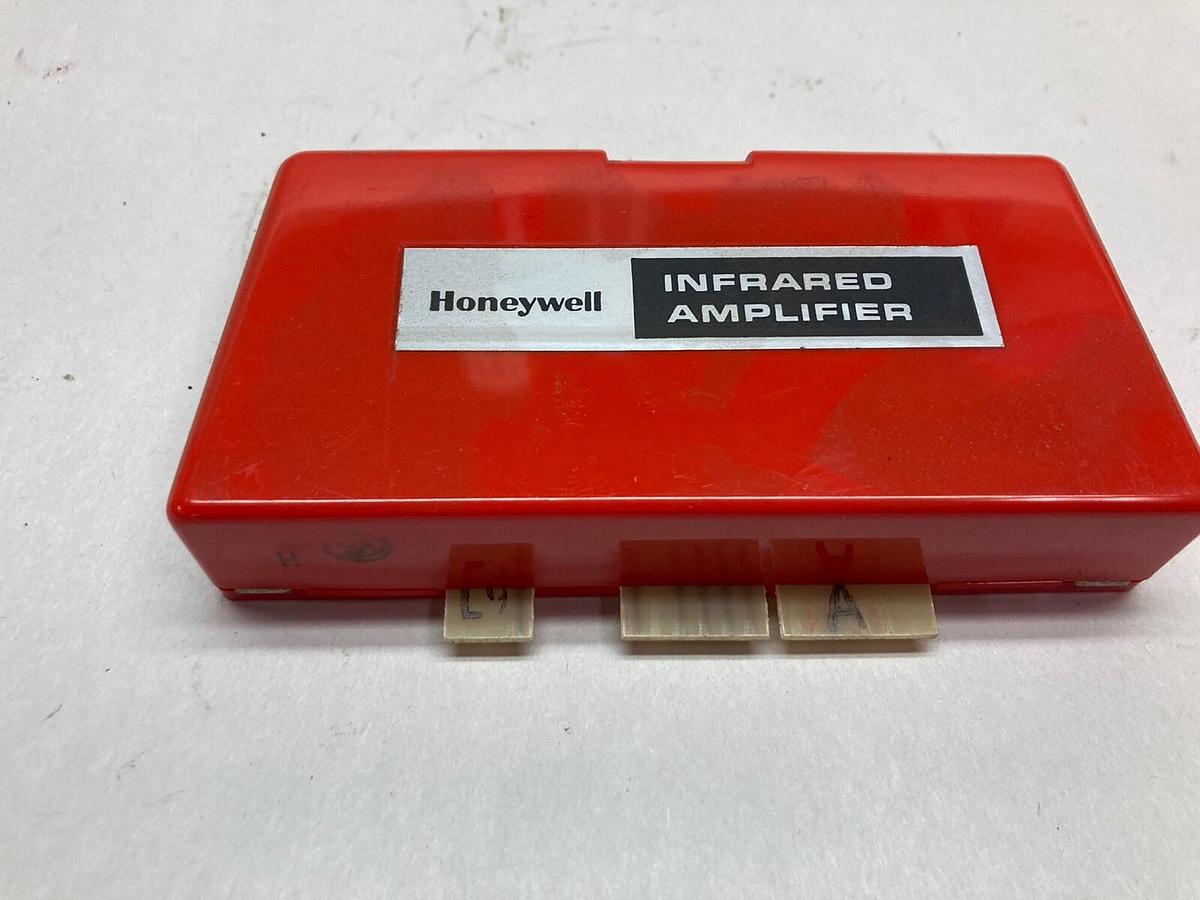 Honeywell
INFRARED
AMPLIFIER
H
A